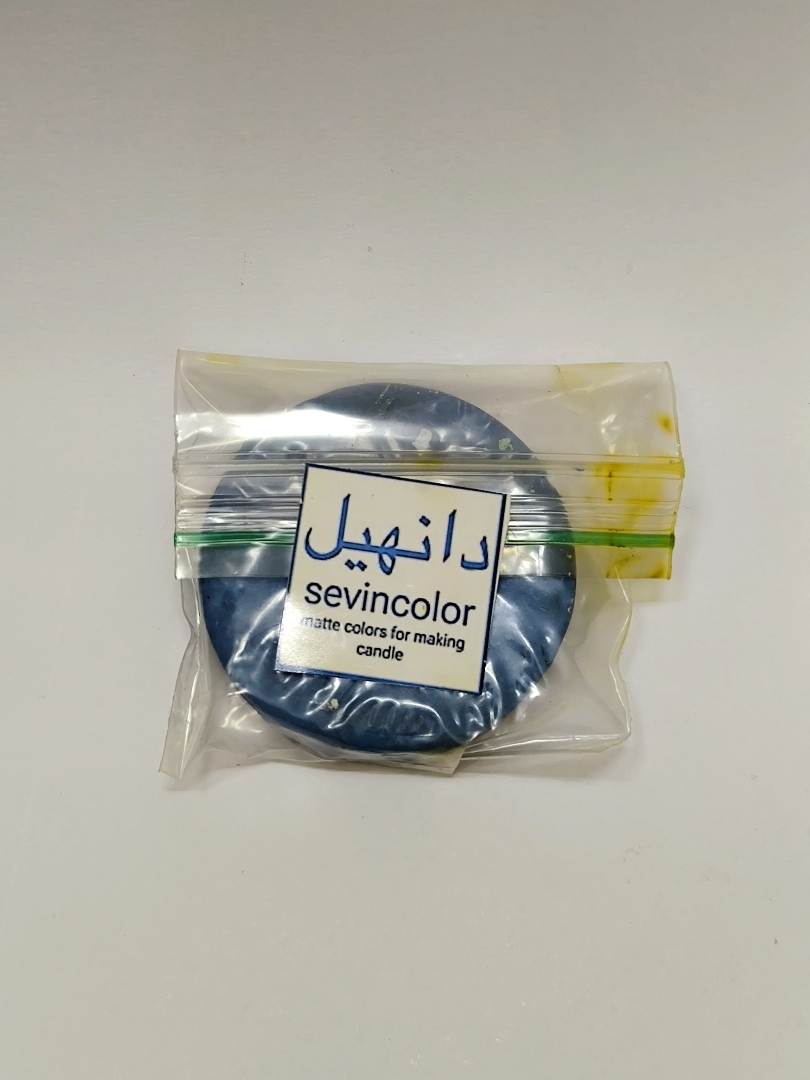 دانهیل
sevincolor
matte colors for making
candle